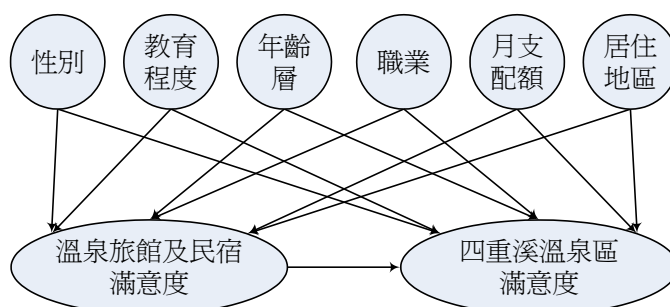 性別
教育
程度
年齡
層
職業
月支
配額
居住
地區
溫泉旅館及民宿
滿意度
四重溪溫泉區
滿意度